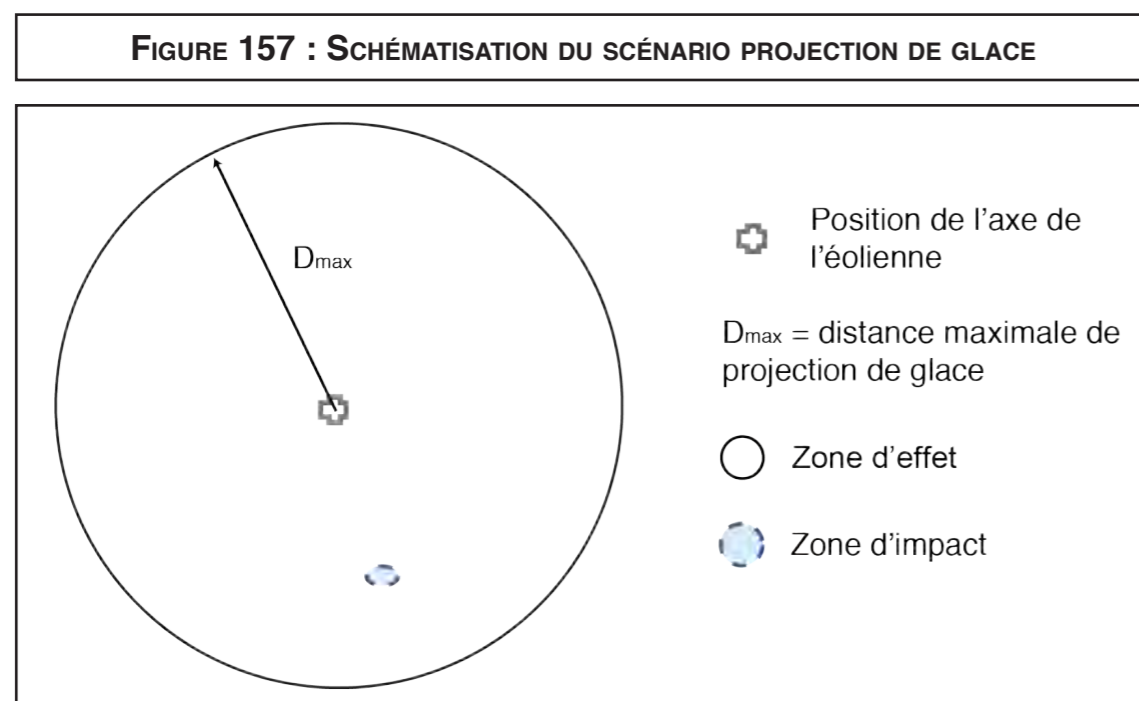 FIGURE 157 : SCHÉMATISATION DU SCÉNARIO PROJECTION DE GLACE
Dmax
Position de l'axe de
l'éolienne
Dmax = distance maximale de
projection de glace
Zone d'effet
Zone d'impact